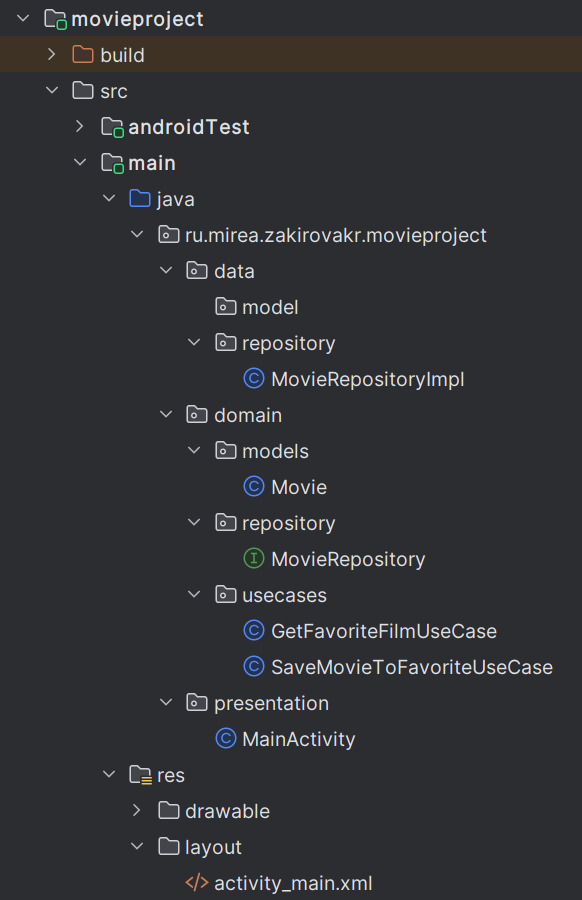 movieproject
build
src
androidTest
main
java
ru.mirea.zakirovakr.movieproject
data
model
repository
MovieRepositoryImpl
domain
models
Movie
repository
MovieRepository
usecases
GetFavoriteFilmUseCase
SaveMovieToFavoriteUseCase
presentation
MainActivity
res
drawable
layout
activity_main.xml